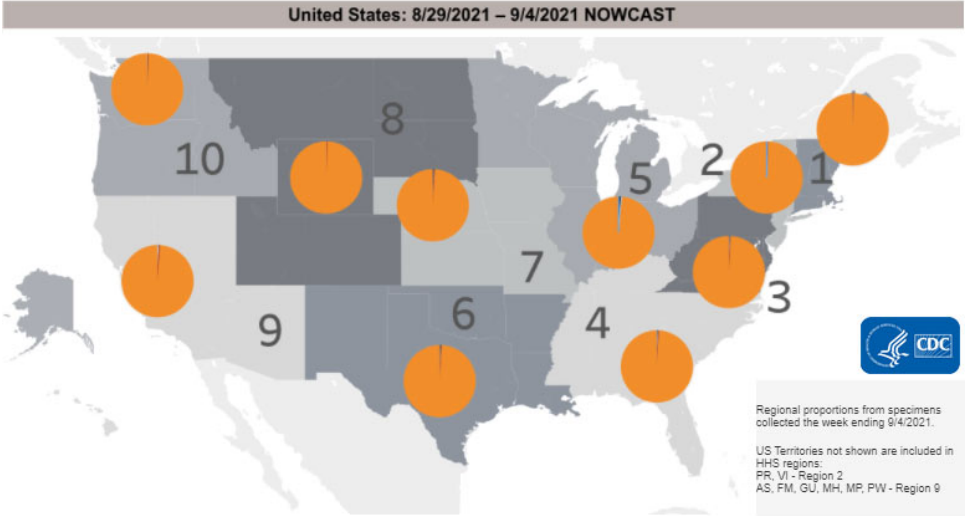 United States: 8/29/2021 – 9/4/2021 NOWCAST
8
10
2
1
5
7
3
6
4
9
CDC
Regional proportions from specimens
collected the week ending 9/4/2021.
US Territories not shown are included in
HHS regions:
PR, VI - Region 2
AS, FM, GU, MH, MP, PW - Region 9